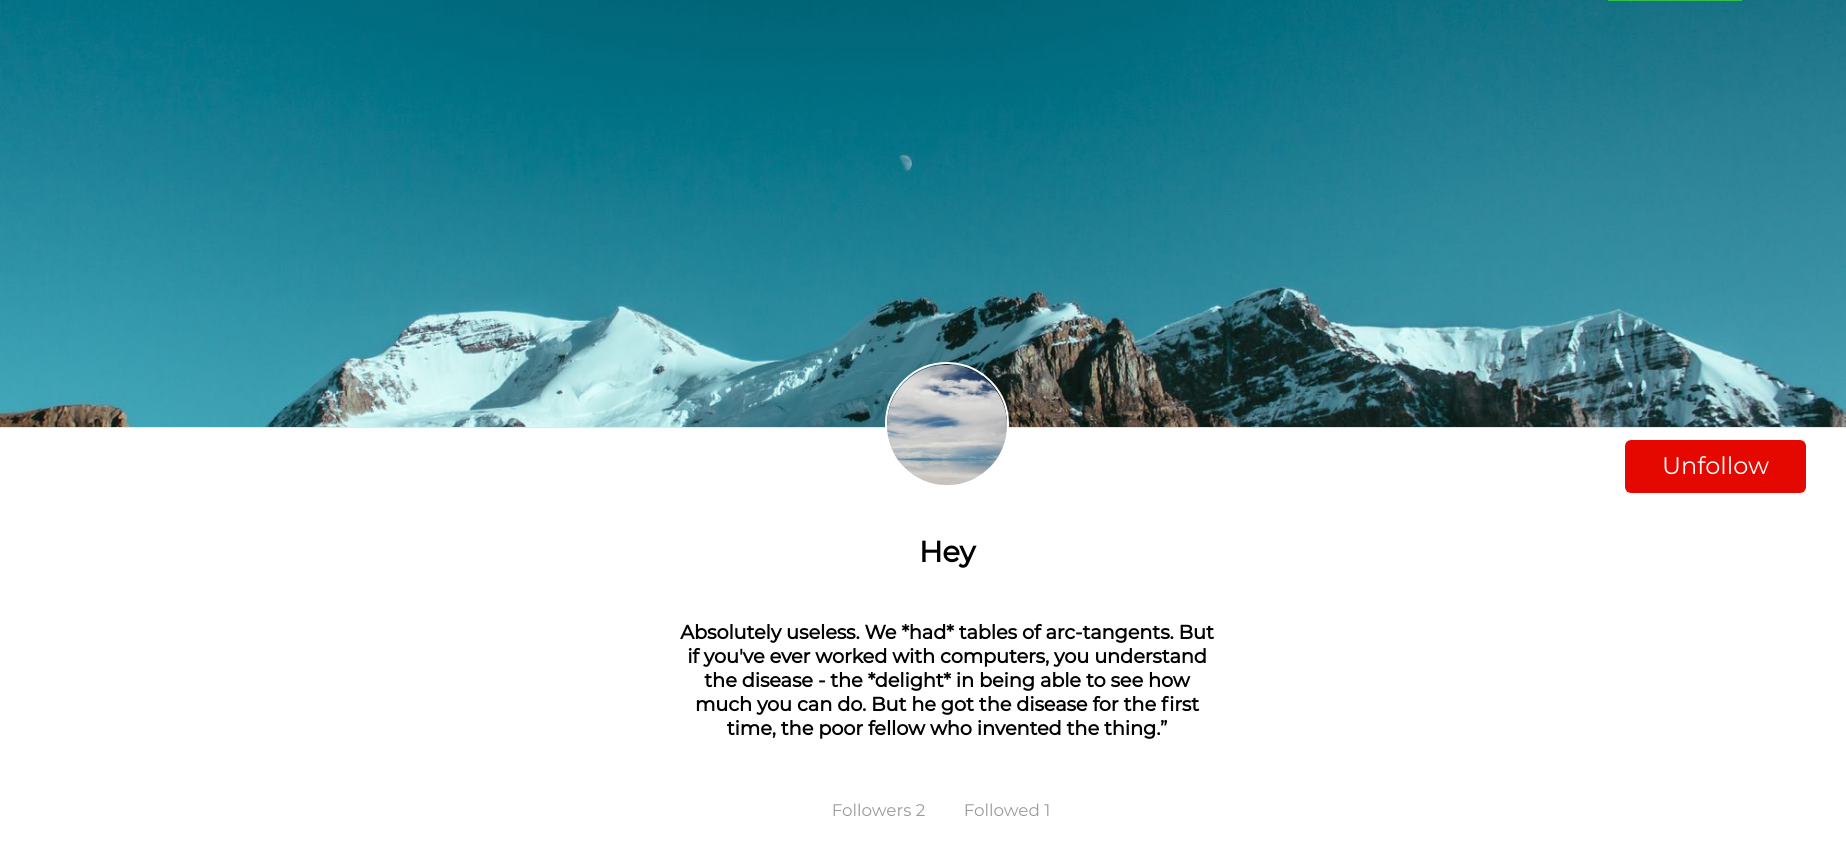 Unfollow
Hey
Absolutely useless. We *had* tables of arc-tangents. But
if you've ever worked with computers, you understand
the disease - the *delight* in being able to see how
much you can do. But he got the disease for the first
time, the poor fellow who invented the thing.”
Followers 2 Followed 1